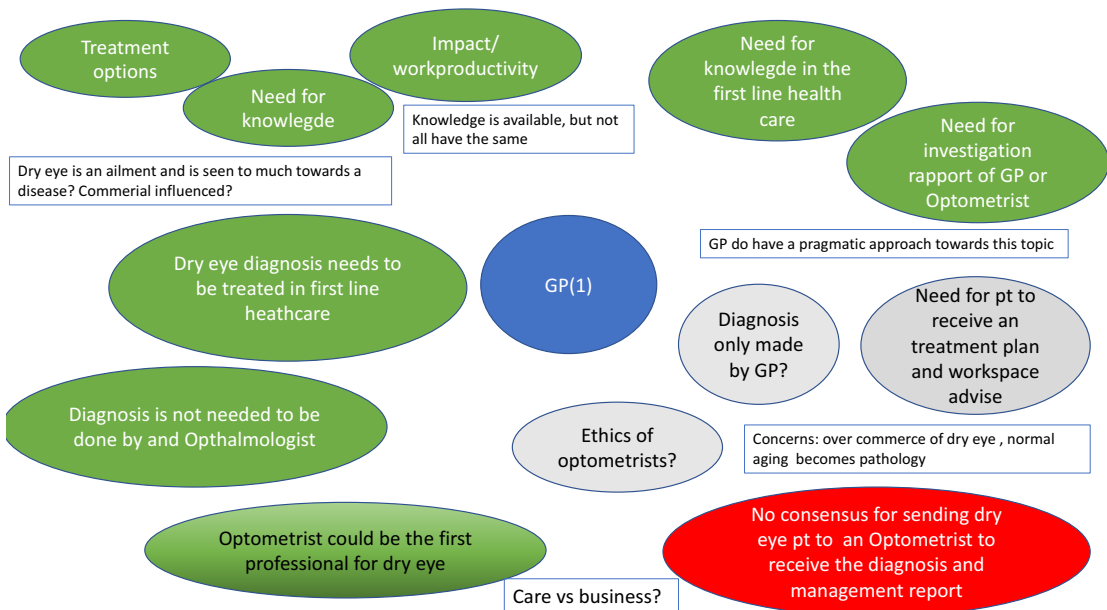 Treatment
options
Need for
knowlegde
Impact/
workproductivity
Need for
knowlegde in the
first line health
care
Knowledge is available, but not
all have the same
Need for
investigation
rapport of GP or
Optometrist
Dry eye is an ailment and is seen to much towards a
disease? Commerial influenced?
GP do have a pragmatic approach towards this topic
Dry eye diagnosis needs to
be treated in first line
heathcare
GP(1)
Diagnosis
only made
by GP?
Need for pt to
receive an
treatment plan
and workspace
advise
Diagnosis is not needed to be
done by and Opthalmologist
Ethics of
optometrists?
Concerns: over commerce of dry eye , normal
aging becomes pathology
Optometrist could be the first
professional for dry eye
No consensus for sending dry
eye pt to an Optometrist to
receive the diagnosis and
management report
Care vs business?